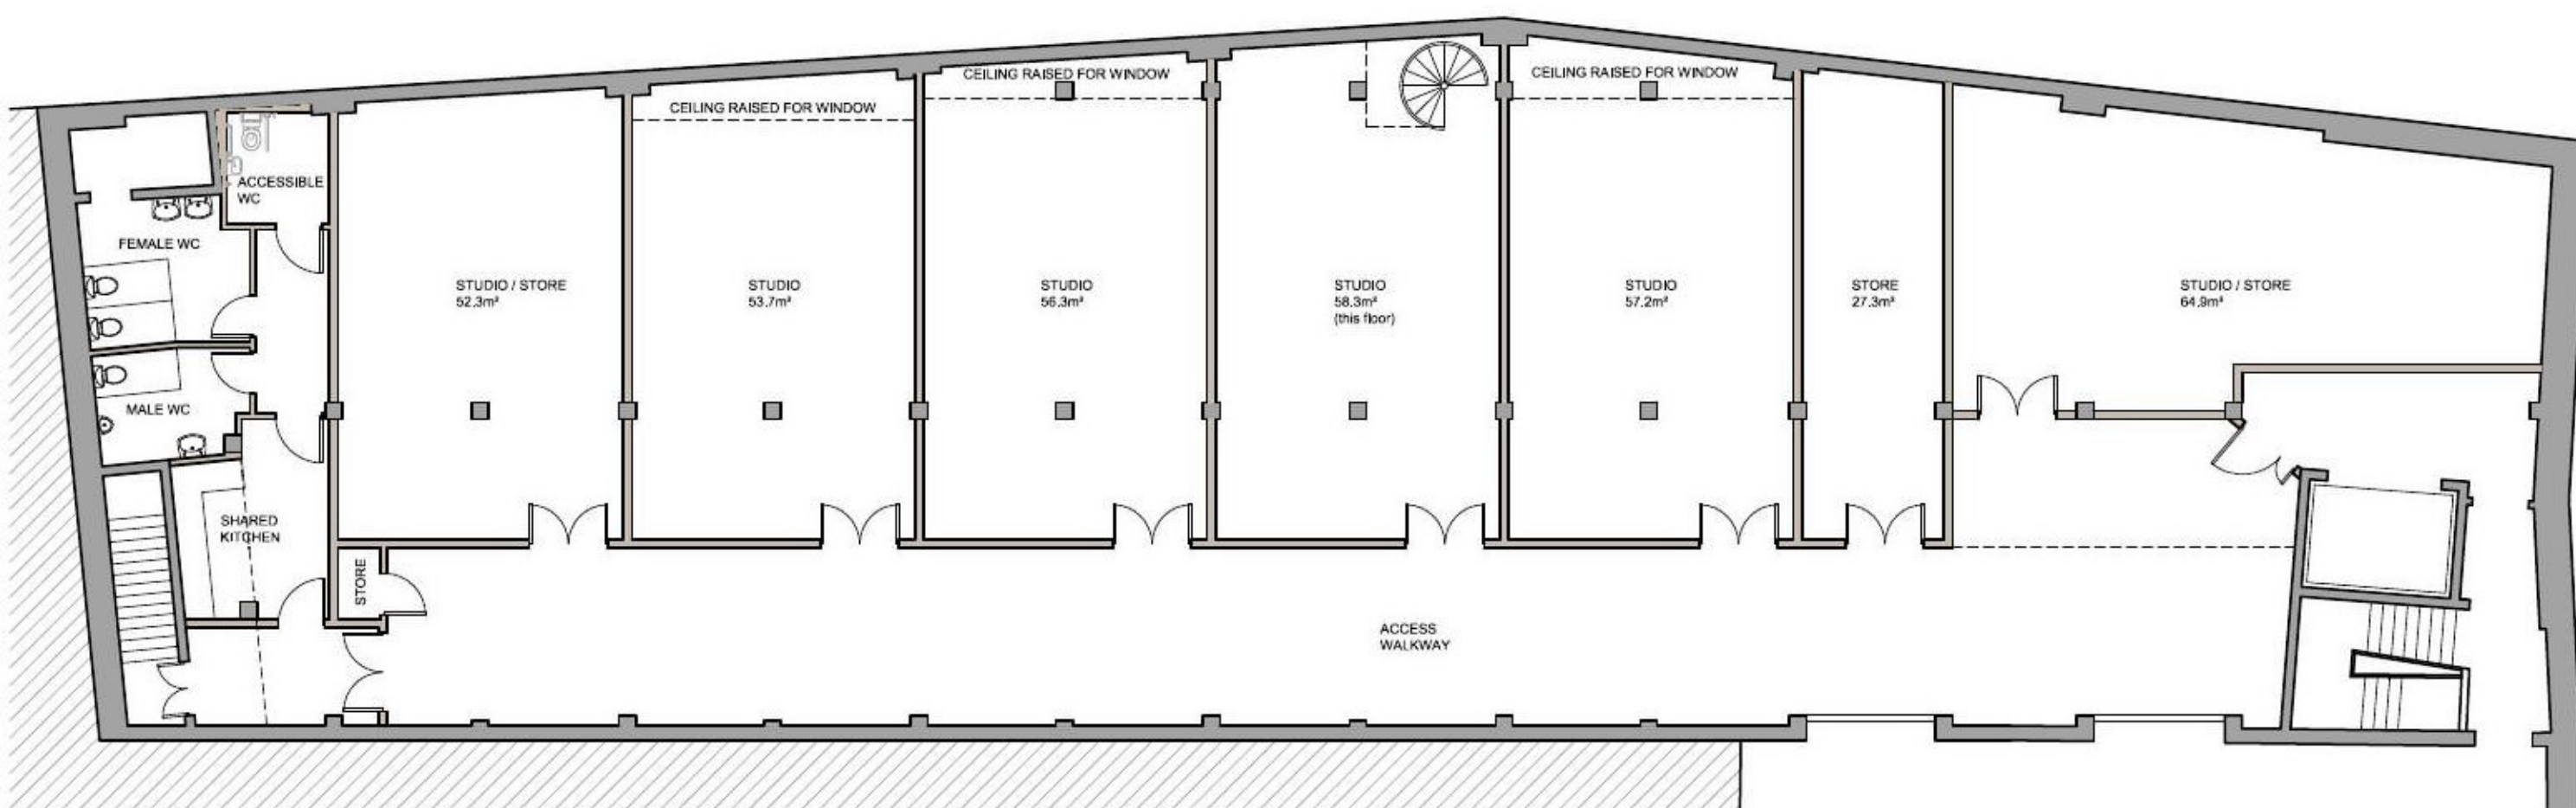 CEILING RAISED FOR WINDOW
CEILING RAISED FOR WINDOW
CEILING RAISED FOR WINDOW
ACCESSIBLE
WC
FEMALE WC
MALE WC
SHARED
KITCHEN
STORE
STUDIO / STORE
52.3m²
STUDIO
53.7m²
STUDIO
56.3m²
STUDIO
58.3m²
(this floor)
STUDIO
57.2m²
STORE
27.3m²
STUDIO / STORE
64.9m²
ACCESS
WALKWAY